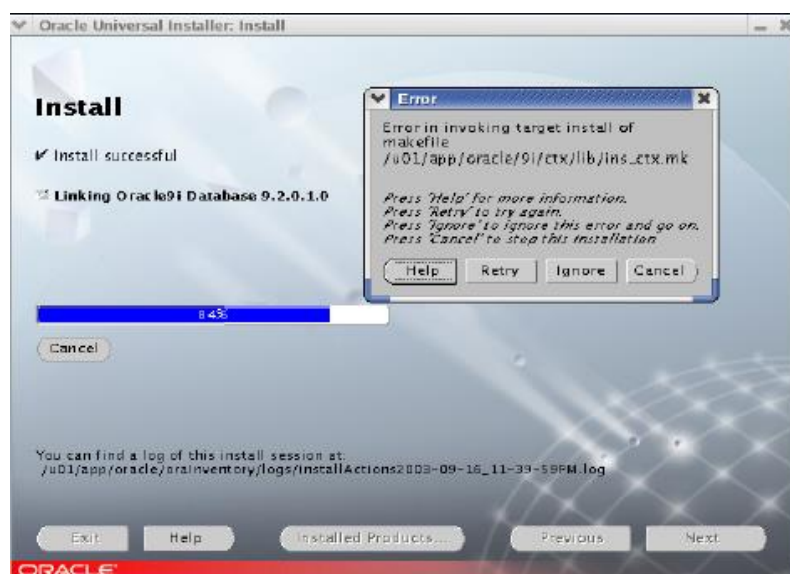 Oracle Universal Installer: Install
Install
Install successful
Linking Oracle9i Database 9.2.0.1.0
84%
Cancel
Error
Error in invoking target install of
makefile
/u01/app/oracle/9i/ctx/lib/ins_ctx.mk
Press 'Help' for more information.
Press 'Retry' to try again.
Press 'Ignore' to ignore this error and go on.
Press 'Cancel' to stop this installation
Help Retry Ignore Cancel
You can find a log of this install session at:
/u01/app/oracle/oraInventory/logs/installActions2003-09-16_11-39-59PM.log
Exit Help Installed Products... Previous Next
ORACLE